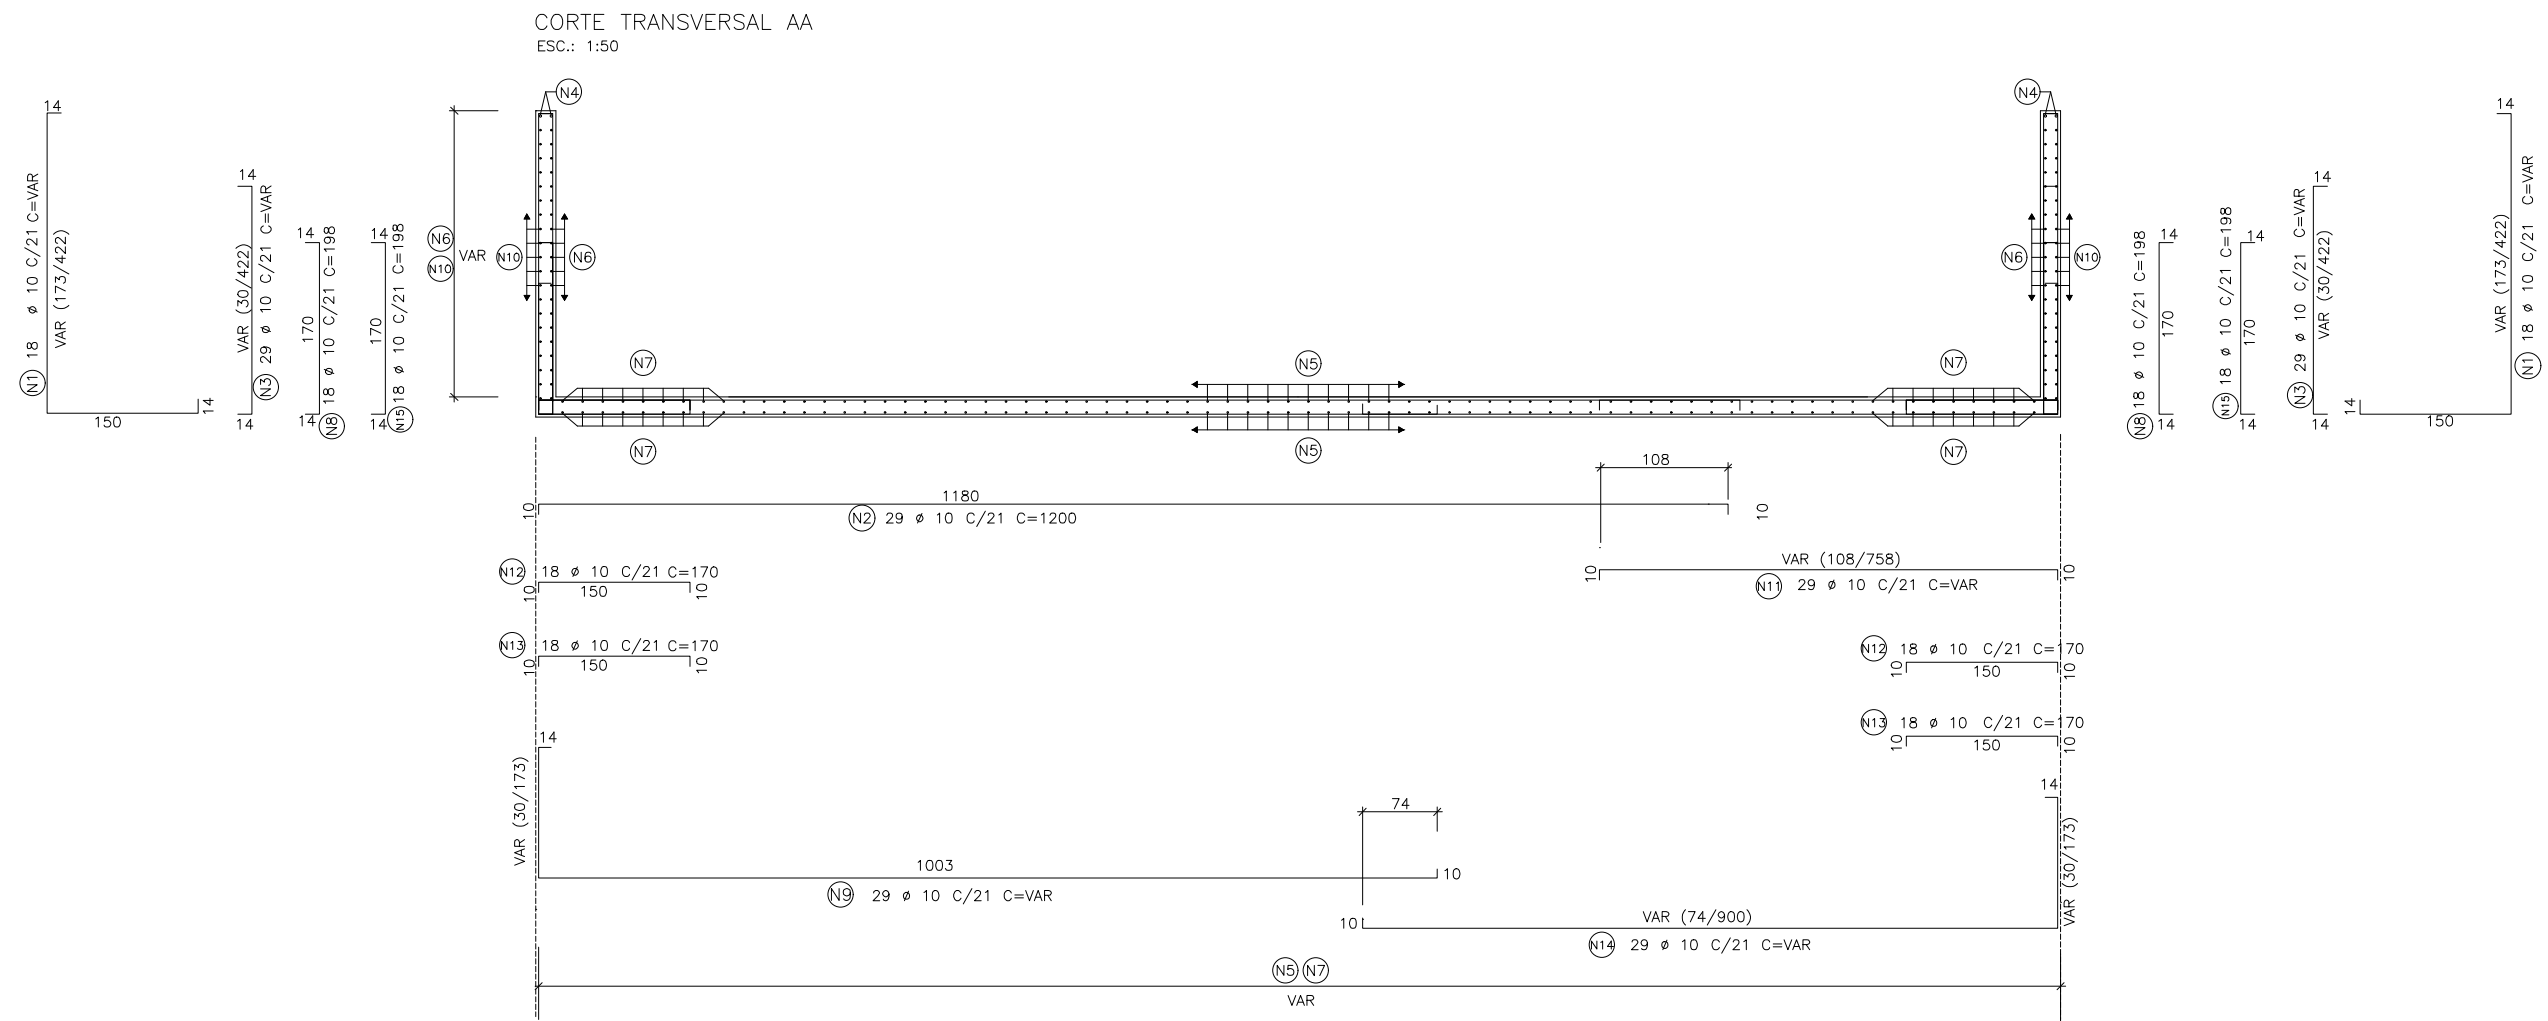 CORTE TRANSVERSAL AA
ESC.: 1:50
14
N1 18 ø 10 C/21 C=VAR
VAR (173/422)
150
14
14
VAR (30/422)
N3 29 ø 10 C/21 C=VAR
14
14
170
N8 18 ø 10 C/21 C=198
14
14
170
N15 18 ø 10 C/21 C=198
14
N6
N10
VAR
N4
N10
N6
N7
N7
N5
N5
N4
N6
N10
N7
N7
N8 18 ø 10 C/21 C=198
14
170
14
N15 18 ø 10 C/21 C=198
14
170
14
N3 29 ø 10 C/21 C=VAR
14
VAR (30/422)
14
14
VAR (173/422)
N1 18 ø 10 C/21 C=VAR
14
150
108
1180
10
10
N2 29 ø 10 C/21 C=1200
VAR (108/758)
10
10
N11 29 ø 10 C/21 C=VAR
N12 18 ø 10 C/21 C=170
10
150
10
N13 18 ø 10 C/21 C=170
10
150
10
N12 18 ø 10 C/21 C=170
10
150
10
N13 18 ø 10 C/21 C=170
10
150
10
14
VAR (30/173)
74
1003
10
N9 29 ø 10 C/21 C=VAR
14
VAR (30/173)
10
VAR (74/900)
N14 29 ø 10 C/21 C=VAR
N5 N7
VAR